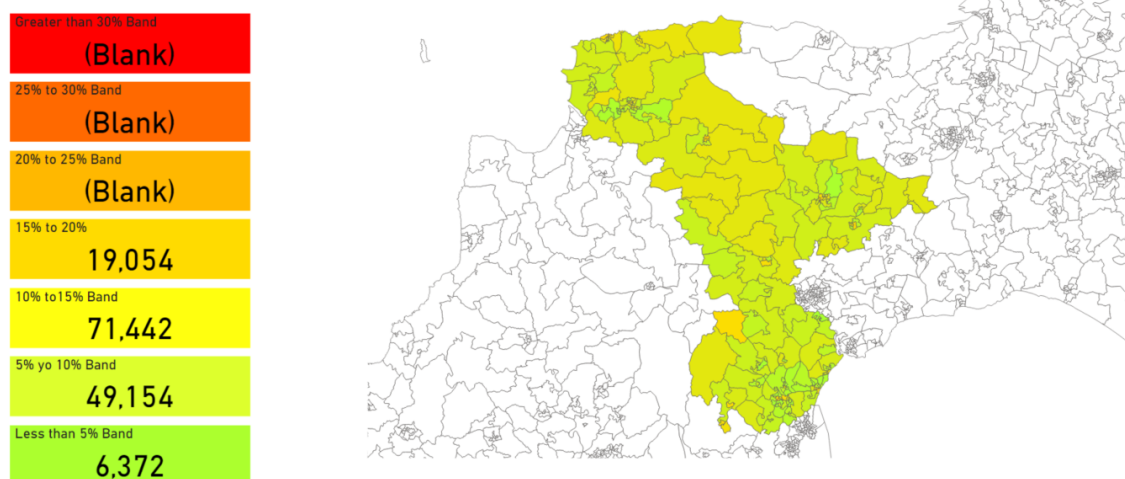 Greater than 30% Band
(Blank)
25% to 30% Band
(Blank)
20% to 25% Band
(Blank)
15% to 20%
19,054
10% to15% Band
71,442
5% yo 10% Band
49,154
Less than 5% Band
6,372